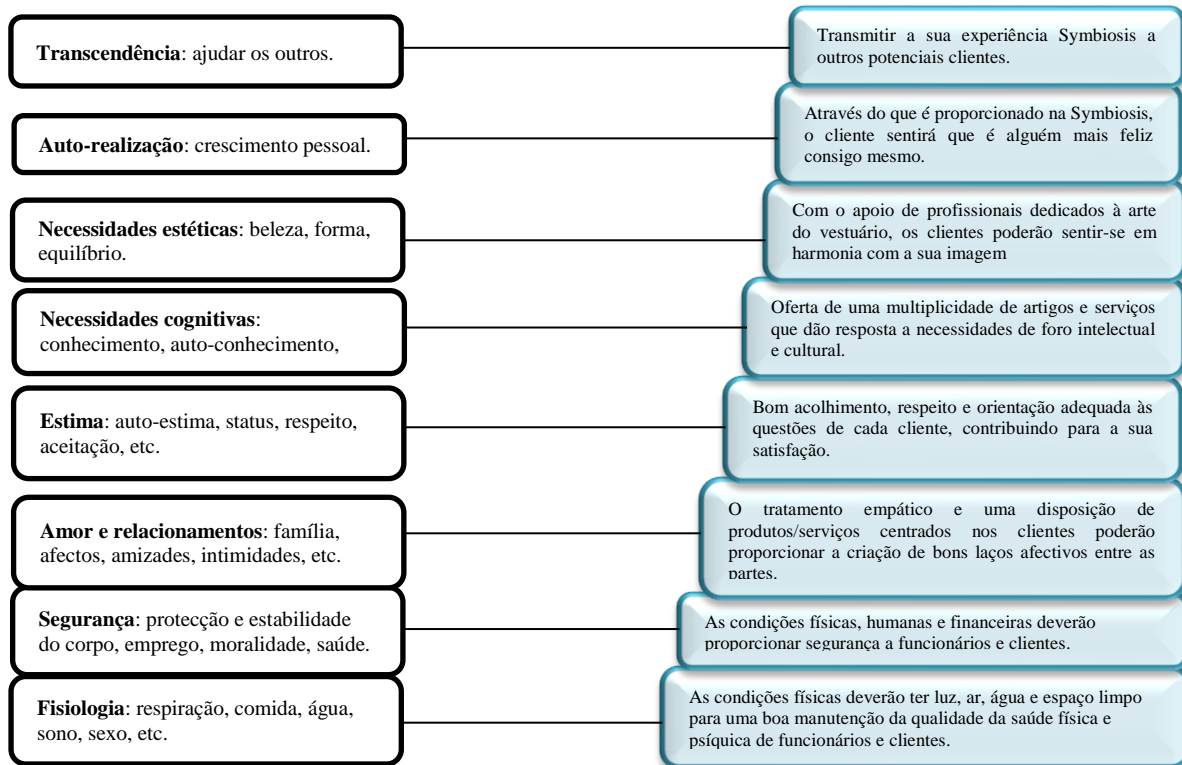 Transcendência: ajudar os outros.
Transmitir a sua experiência Symbiosis a
outros potenciais clientes.
Auto-realização: crescimento pessoal.
Através do que é proporcionado na Symbiosis,
o cliente sentirá que é alguém mais feliz
consigo mesmo.
Necessidades estéticas: beleza, forma,
equilíbrio.
Com o apoio de profissionais dedicados à arte
do vestuário, os clientes poderão sentir-se em
harmonia com a sua imagem
Necessidades cognitivas:
conhecimento, auto-conhecimento,
Oferta de uma multiplicidade de artigos e serviços
que dão resposta a necessidades de foro intelectual
e cultural.
Estima: auto-estima, status, respeito,
aceitação, etc.
Bom acolhimento, respeito e orientação adequada às
questões de cada cliente, contribuindo para a sua
satisfação.
Amor e relacionamentos: família,
afectos, amizades, intimidades, etc.
O tratamento empático e uma disposição de
produtos/serviços centrados nos clientes poderão
proporcionar a criação de bons laços afectivos entre as
partes.
Segurança: protecção e estabilidade
do corpo, emprego, moralidade, saúde.
As condições físicas, humanas e financeiras deverão
proporcionar segurança a funcionários e clientes.
Fisiologia: respiração, comida, água,
sono, sexo, etc.
As condições físicas deverão ter luz, ar, água e espaço limpo
para uma boa manutenção da qualidade da saúde física e
psíquica de funcionários e clientes.